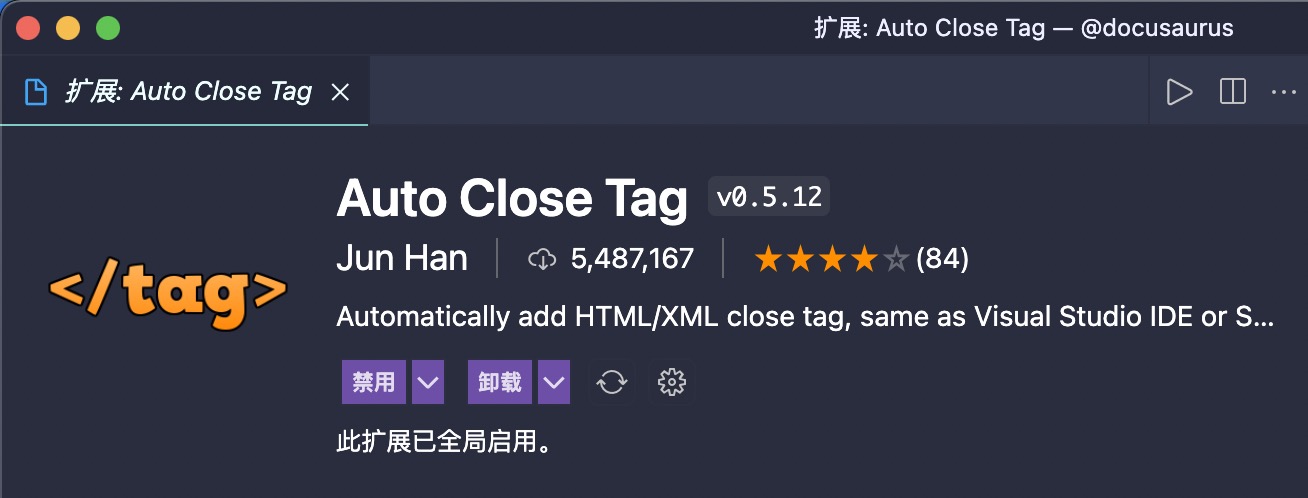 扩展: Auto Close Tag — @docusaurus
扩展: Auto Close Tag
Auto Close Tag v0.5.12
</tag>
Jun Han 5,487,167 (84)
Automatically add HTML/XML close tag, same as Visual Studio IDE or S...
禁用 卸载
此扩展已全局启用。